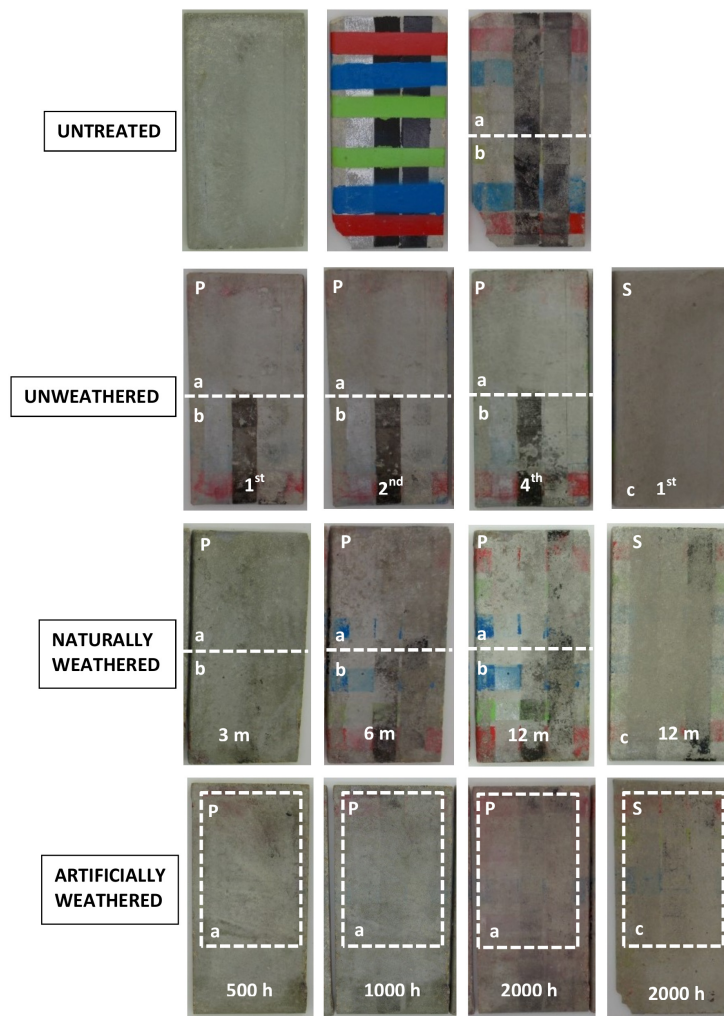 UNTREATED
a
b
UNWEATHERED
P
a
b
1st
P
a
b
2nd
P
a
b
4th
S
c 1st
NATURALLY
WEATHERED
P
a
b
3 m
P
a
b
6 m
P
a
b
12 m
S
c
12 m
ARTIFICIALLY
WEATHERED
P
a
500 h
P
a
1000 h
P
a
2000 h
S
c
2000 h